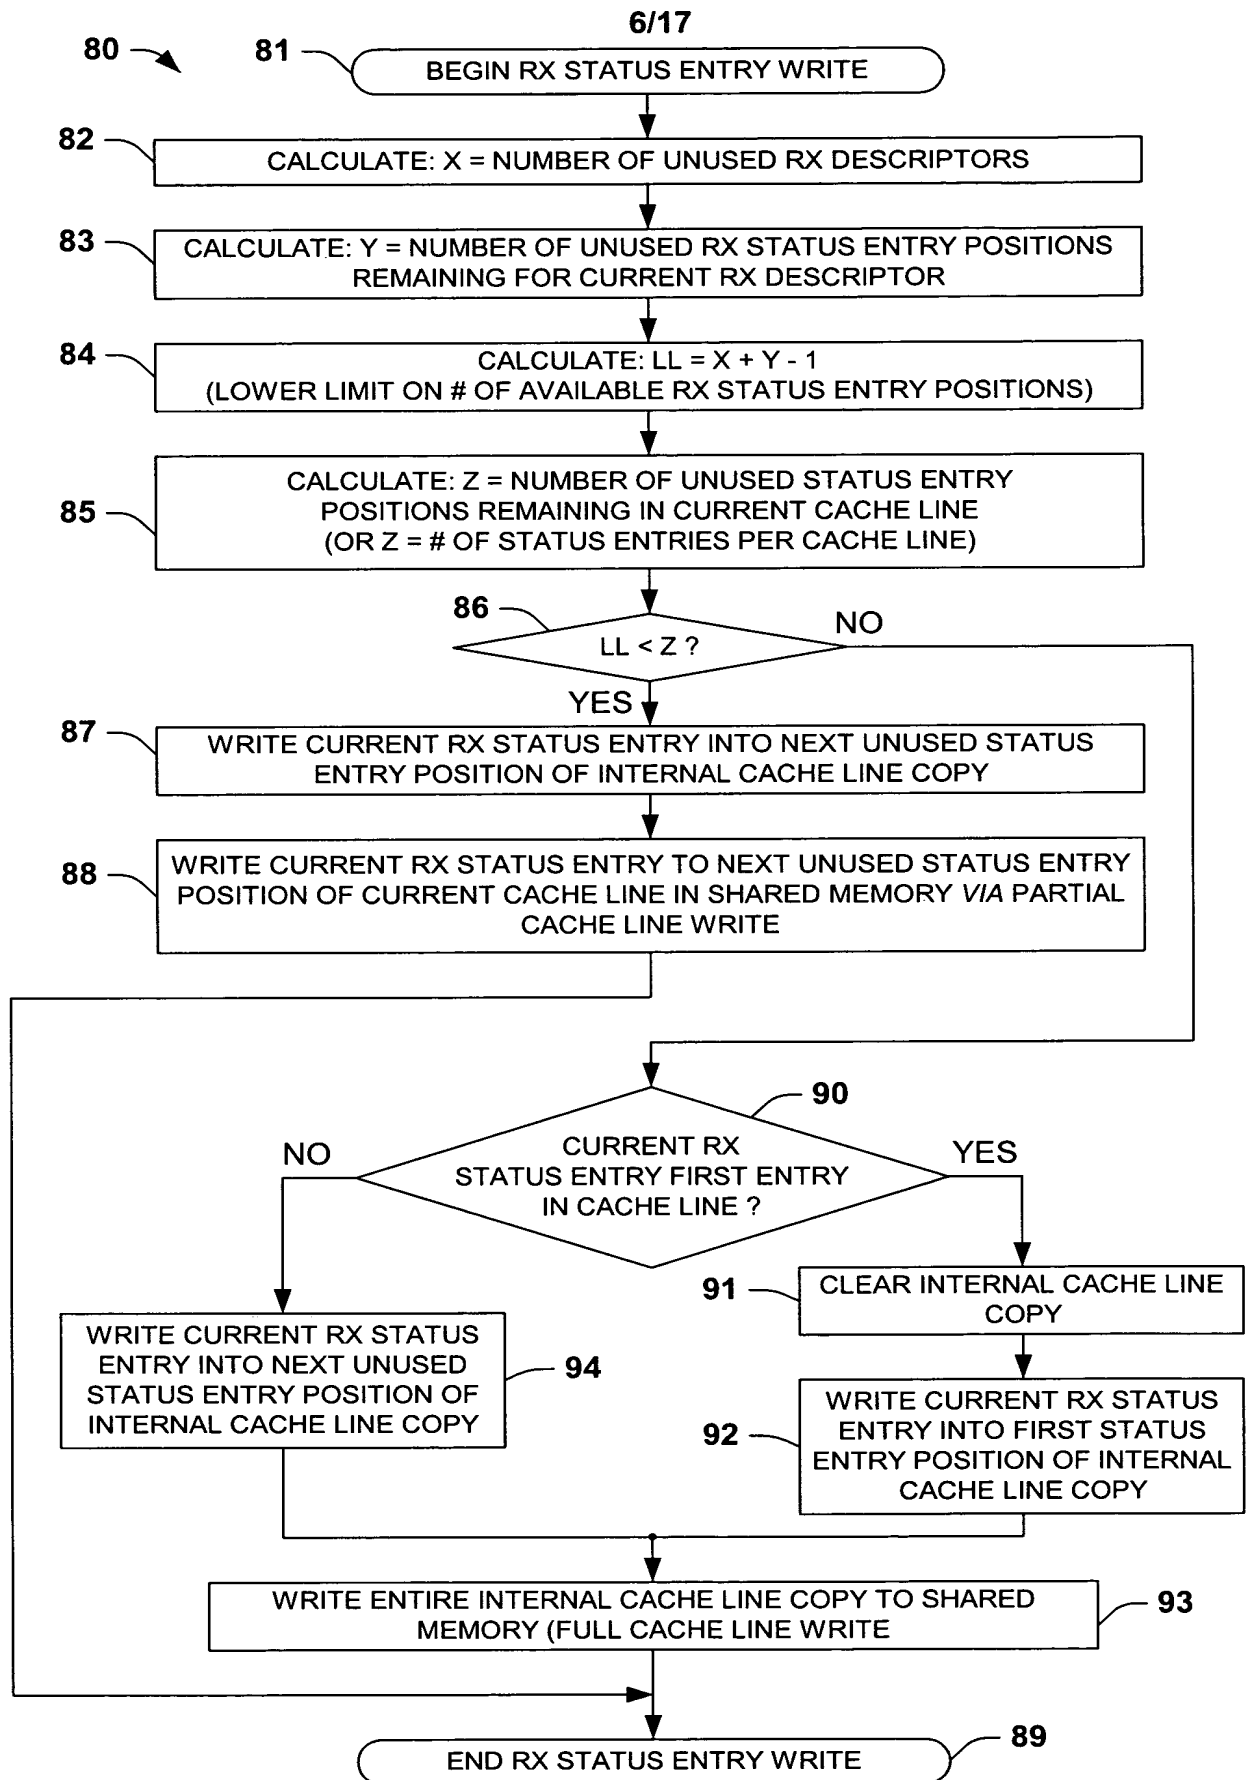 6/17
80
81
BEGIN RX STATUS ENTRY WRITE
82
CALCULATE: X = NUMBER OF UNUSED RX DESCRIPTORS
83
CALCULATE: Y = NUMBER OF UNUSED RX STATUS ENTRY POSITIONS
REMAINING FOR CURRENT RX DESCRIPTOR
84
CALCULATE: LL = X + Y - 1
(LOWER LIMIT ON # OF AVAILABLE RX STATUS ENTRY POSITIONS)
85
CALCULATE: Z = NUMBER OF UNUSED STATUS ENTRY
POSITIONS REMAINING IN CURRENT CACHE LINE
(OR Z = # OF STATUS ENTRIES PER CACHE LINE)
86
LL < Z ?
NO
YES
87
WRITE CURRENT RX STATUS ENTRY INTO NEXT UNUSED STATUS
ENTRY POSITION OF INTERNAL CACHE LINE COPY
88
WRITE CURRENT RX STATUS ENTRY TO NEXT UNUSED STATUS ENTRY
POSITION OF CURRENT CACHE LINE IN SHARED MEMORY VIA PARTIAL
CACHE LINE WRITE
90
CURRENT RX
STATUS ENTRY FIRST ENTRY
IN CACHE LINE ?
NO
YES
91
CLEAR INTERNAL CACHE LINE
COPY
WRITE CURRENT RX STATUS
ENTRY INTO NEXT UNUSED
STATUS ENTRY POSITION OF
INTERNAL CACHE LINE COPY
94
92
WRITE CURRENT RX STATUS
ENTRY INTO FIRST STATUS
ENTRY POSITION OF INTERNAL
CACHE LINE COPY
WRITE ENTIRE INTERNAL CACHE LINE COPY TO SHARED
MEMORY (FULL CACHE LINE WRITE
93
END RX STATUS ENTRY WRITE
89